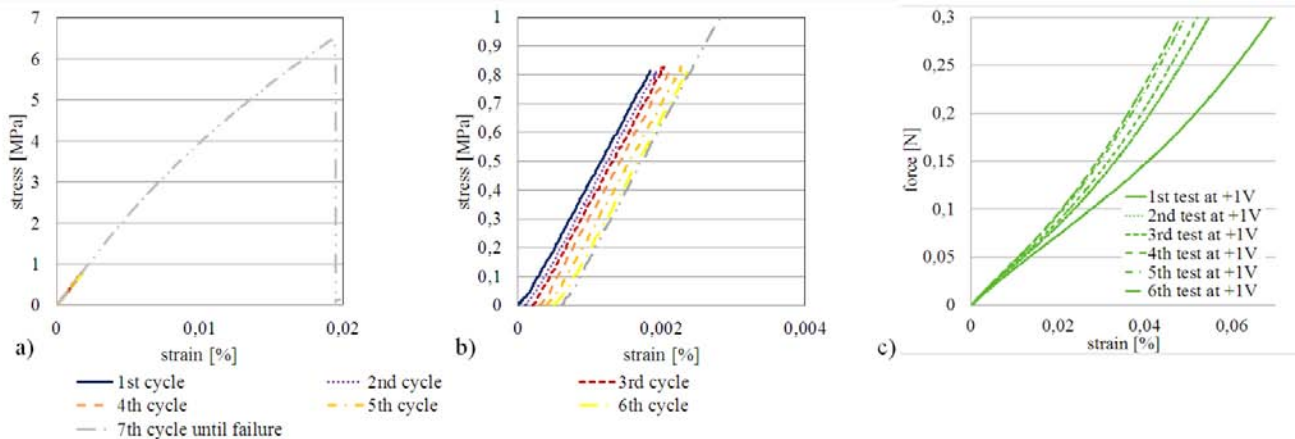 7
6
5
4
3
2
1
0
stress [MPa]
0 0,01 0,02
strain [%]
a)
1
0,9
0,8
0,7
0,6
0,5
0,4
0,3
0,2
0,1
0
stress [MPa]
0 0,002 0,004
strain [%]
b)
0,3
0,25
0,2
0,15
0,1
0,05
0
force [N]
0 0,02 0,04 0,06
strain [%]
c)
1st test at +1V
2nd test at +1V
3rd test at +1V
4th test at +1V
5th test at +1V
6th test at +1V
1st cycle 2nd cycle 3rd cycle
4th cycle 5th cycle 6th cycle
7th cycle until failure